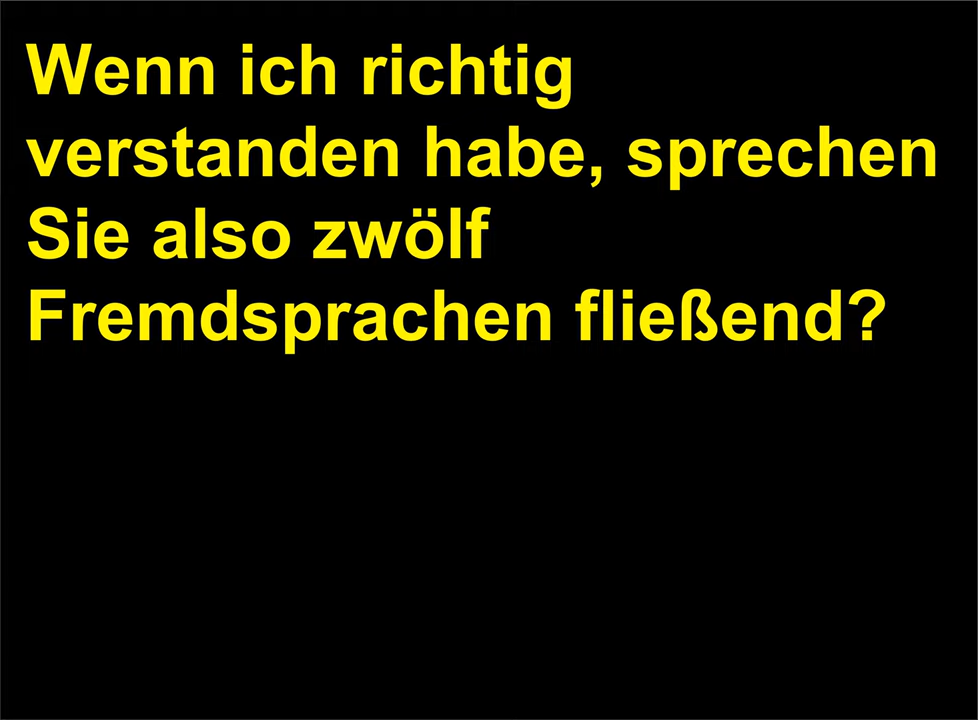 Wenn ich richtig
verstanden habe, sprechen
Sie also zwölf
Fremdsprachen fließend?